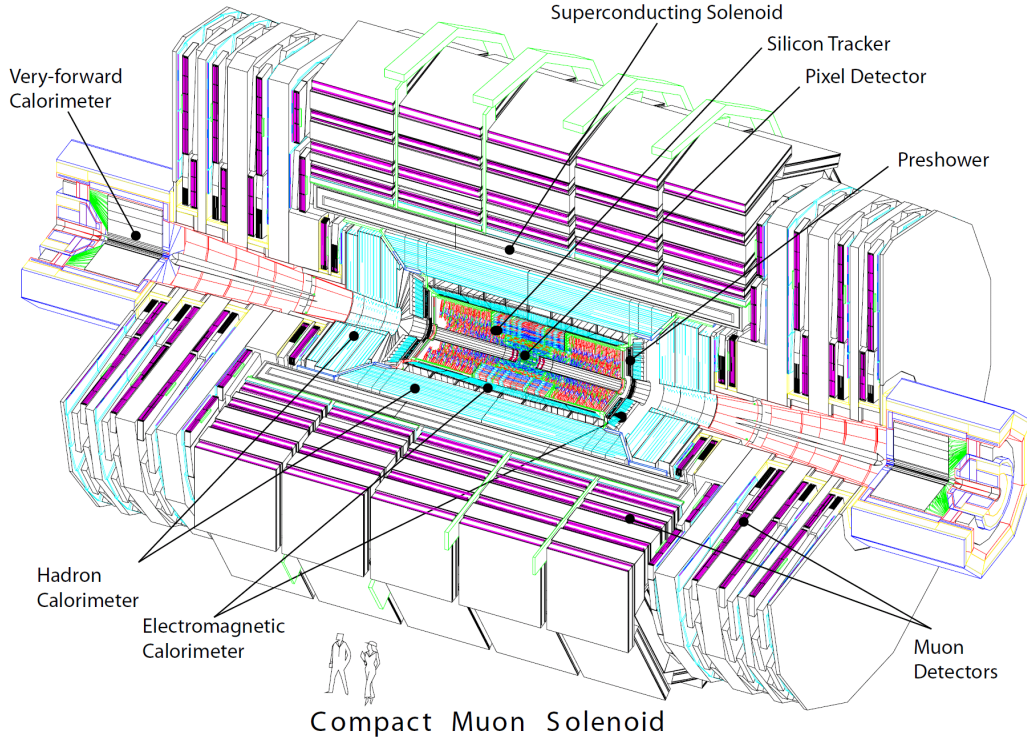 Superconducting Solenoid
Silicon Tracker
Very-forward
Calorimeter
Pixel Detector
Preshower
Hadron
Calorimeter
Electromagnetic
Calorimeter
Muon
Detectors
Compact Muon Solenoid